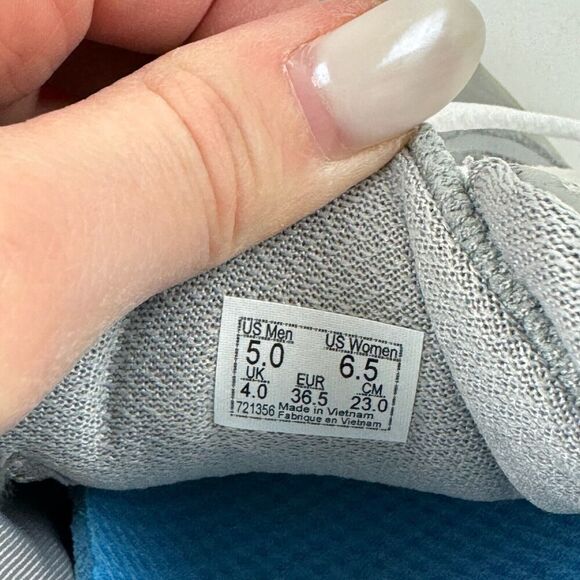 US Men US Women
5.0 6.5
UK EUR CM
4.0 36.5 23.0
721356 Made in Vietnam
Fabrique en Vietnam